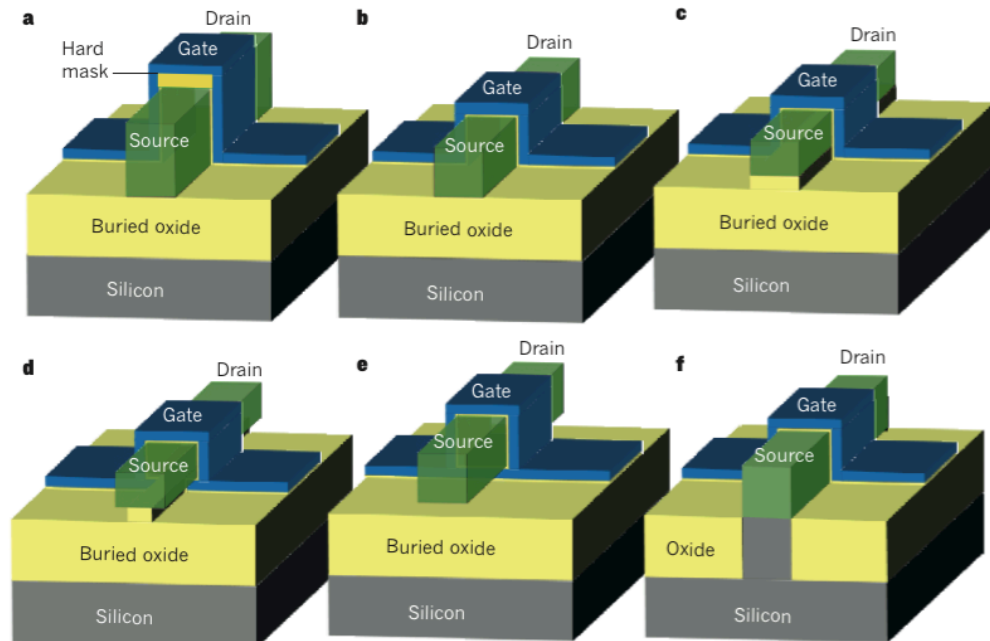 a
Drain
Hard
mask
Gate
Source
Buried oxide
Silicon
b
Drain
Gate
Source
Buried oxide
Silicon
c
Drain
Gate
Source
Buried oxide
Silicon
d
Drain
Gate
Source
Buried oxide
Silicon
e
Drain
Gate
Source
Buried oxide
Silicon
f
Drain
Gate
Source
Oxide
Silicon